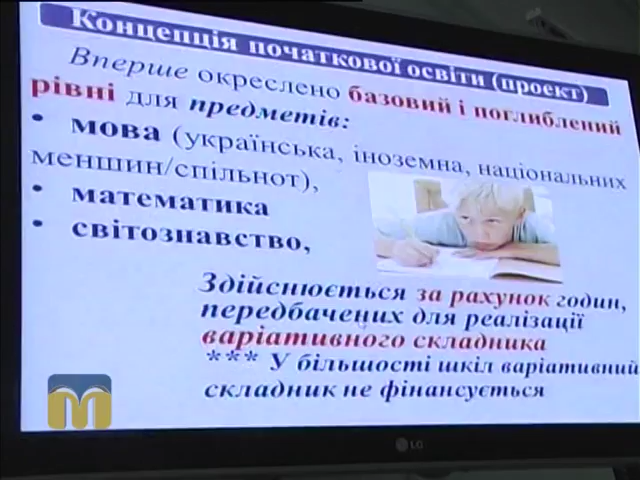 Концепція початкової освіти (проект)
Вперше окреслено базовий і поглиблений
рівні для предметів:
• мова (українська, іноземна, національних
меншин/спільнот),
• математика
• світознавство,
Здійснюється за рахунок годин,
передбачених для реалізації
варіативного складника
*** У більшості шкіл варіативний
складник не фінансується
M
LG